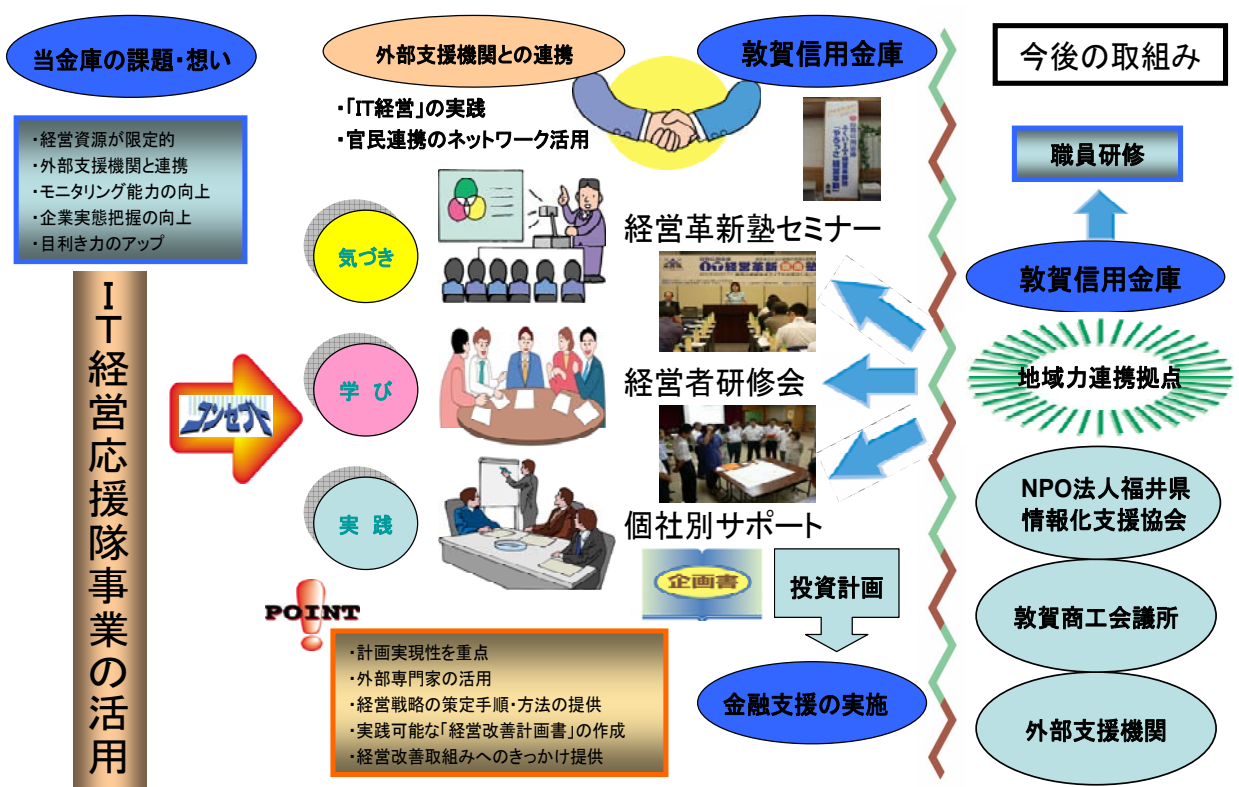 当金庫の課題・想い
・経営資源が限定的
・外部支援機関と連携
・モニタリング能力の向上
・企業実態把握の向上
・目利き力のアップ
IT経営応援隊事業の活用
コンセプト
外部支援機関との連携
敦賀信用金庫
・「IT経営」の実践
・官民連携のネットワーク活用
気づき
学 び
実 践
経営革新塾セミナー
経営革新
塾
経営者研修会
個社別サポート
企画書
投資計画
金融支援の実施
POINT!
・計画実現性を重点
・外部専門家の活用
・経営戦略の策定手順・方法の提供
・実践可能な「経営改善計画書」の作成
・経営改善取組みへのきっかけ提供
今後の取組み
職員研修
敦賀信用金庫
地域力連携拠点
NPO法人福井県
情報化支援協会
敦賀商工会議所
外部支援機関